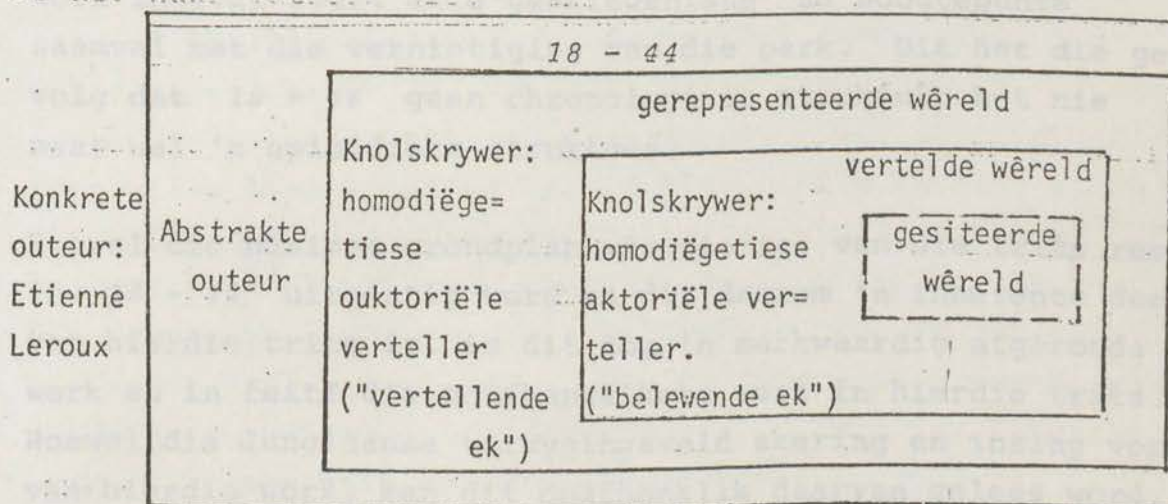 18 - 44
gerepresenteerde wêreld
vertelde wêreld
gesiteerde
wêreld
Konkrete
outeur:
Etienne
Leroux
Abstrakte
outeur
Knolskrywer:
homodiëge=
tiese
ouktoriële
verteller
("vertellende
ek")
Knolskrywer:
homodiëgetiese
aktoriële ver=
teller.
("belewende ek")